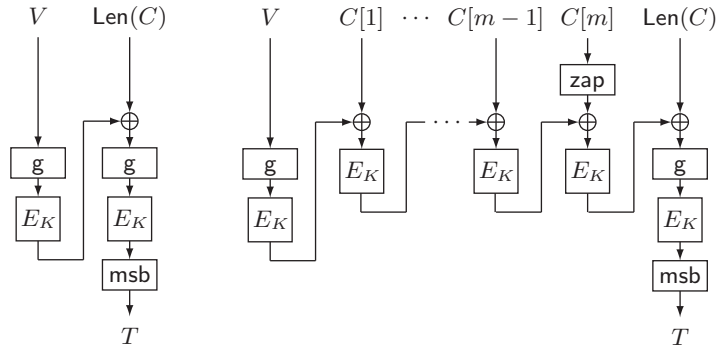 V Len(C) V C[1] ⋯ C[m − 1] C[m] Len(C)
zap
⋯
g g g E_K E_K E_K g
E_K E_K E_K E_K
msb msb
T T